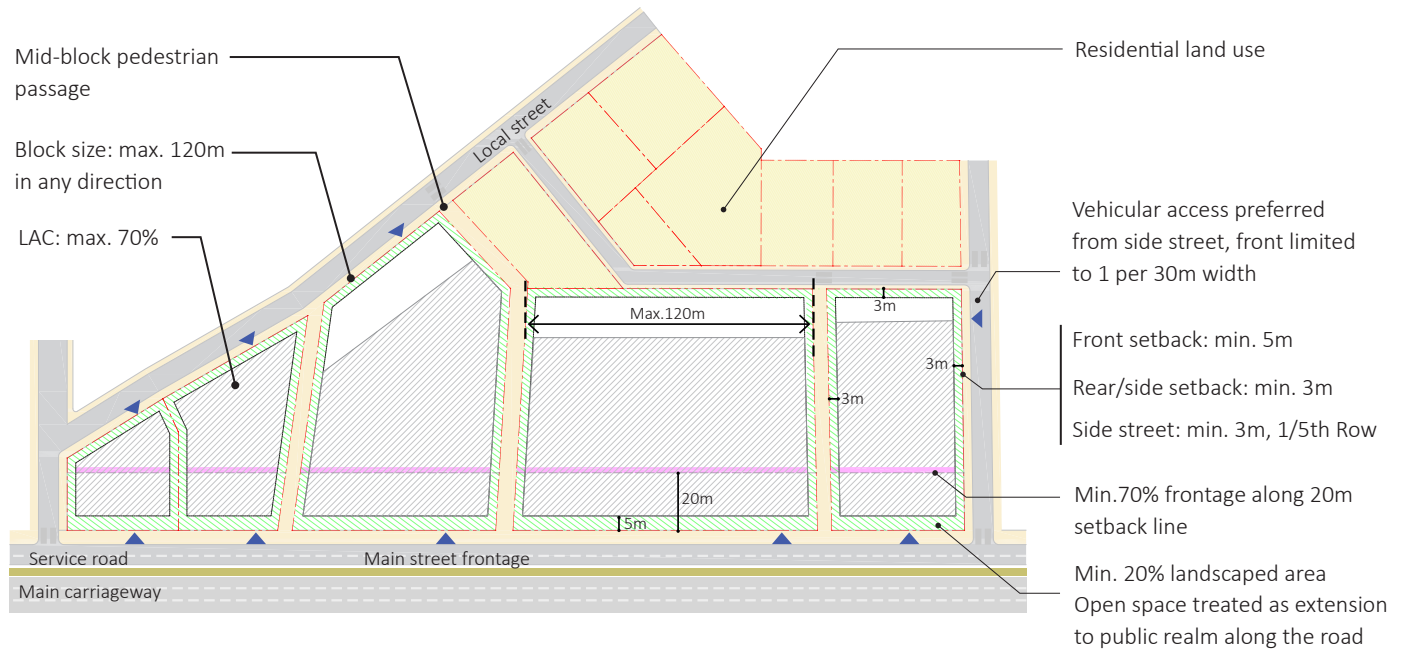 Mid-block pedestrian
passage
Block size: max. 120m
in any direction
LAC: max. 70%
Local street
Residential land use
Vehicular access preferred
from side street, front limited
to 1 per 30m width
Front setback: min. 5m
Rear/side setback: min. 3m
Side street: min. 3m, 1/5th Row
Min.70% frontage along 20m
setback line
Min. 20% landscaped area
Open space treated as extension
to public realm along the road
Max.120m
3m
3m
3m
20m
5m
Service road
Main street frontage
Main carriageway